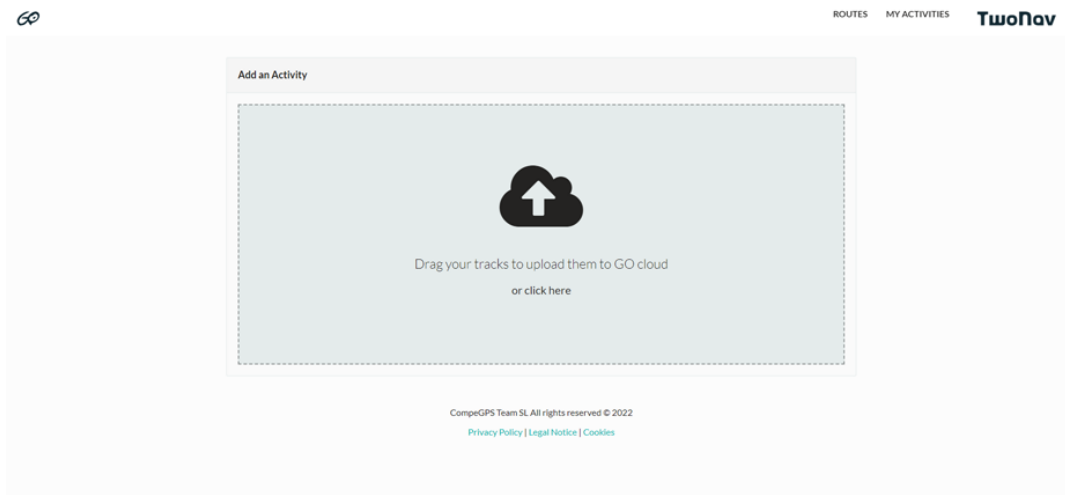 GO
ROUTES MY ACTIVITIES TwoNav
Add an Activity
Drag your tracks to upload them to GO cloud
or click here
CompeGPS Team SL All rights reserved © 2022
Privacy Policy | Legal Notice | Cookies